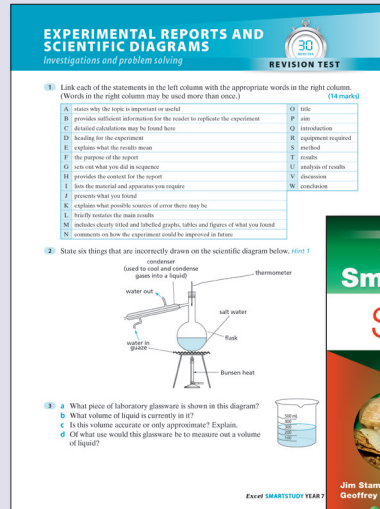 EXPERIMENTAL REPORTS AND
SCIENTIFIC DIAGRAMS
Investigations and problem solving
30
MINUTES
REVISION TEST
1 Link each of the statements in the left column with the appropriate words in the right column.
(Words in the right column may be used more than once.) (14 marks)
A states why the topic is important or useful
B provides sufficient information for the reader to replicate the experiment
C detailed calculations may be found here
D heading for the experiment
E explains what the results mean
F the purpose of the report
G sets out what you did in sequence
H provides the context for the report
I lists the material and apparatus you require
J presents what you found
K explains what possible sources of error there may be
L briefly restates the main results
M includes clearly titled and labelled graphs, tables and figures of what you found
N comments on how the experiment could be improved in future
O title
P aim
Q introduction
R equipment required
S method
T results
U analysis of results
V discussion
W conclusion
2 State six things that are incorrectly drawn on the scientific diagram below. Hint 1
condenser
(used to cool and condense
gases into a liquid)
thermometer
water out
salt water
flask
water in
guaze
Bunsen heat
3 a What piece of laboratory glassware is shown in this diagram?
b What volume of liquid is currently in it?
c Is this volume accurate or only approximate? Explain.
d Of what use would this glassware be to measure out a volume
of liquid?
500 ml
400
300
200
100
Excel SMARTSTUDY YEAR 7
Sm
S
Jim Stam
Geoffrey